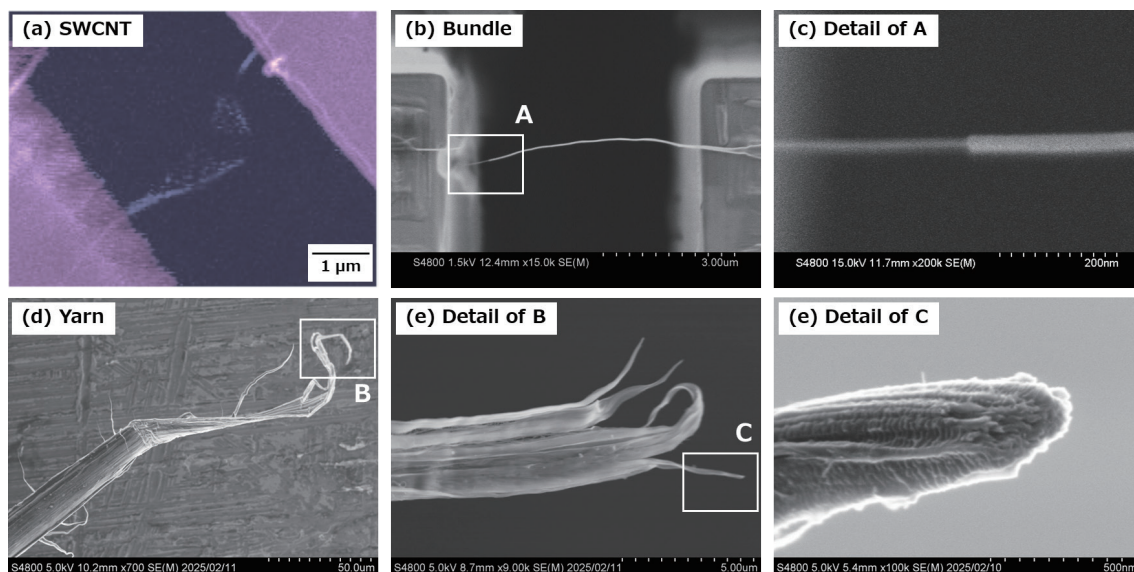 (a) SWCNT
1 μm
(b) Bundle
A
S4800 1.5kV 12.4mm x15.0k SE(M)
3.00um
(c) Detail of A
S4800 15.0kV 11.7mm x200k SE(M)
200nm
(d) Yarn
B
S4800 5.0kV 10.2mm x700 SE(M) 2025/02/11
50.0um
(e) Detail of B
C
S4800 5.0kV 8.7mm x9.00k SE(M) 2025/02/11
5.00um
(e) Detail of C
S4800 5.0kV 5.4mm x100k SE(M) 2025/02/10
500nm